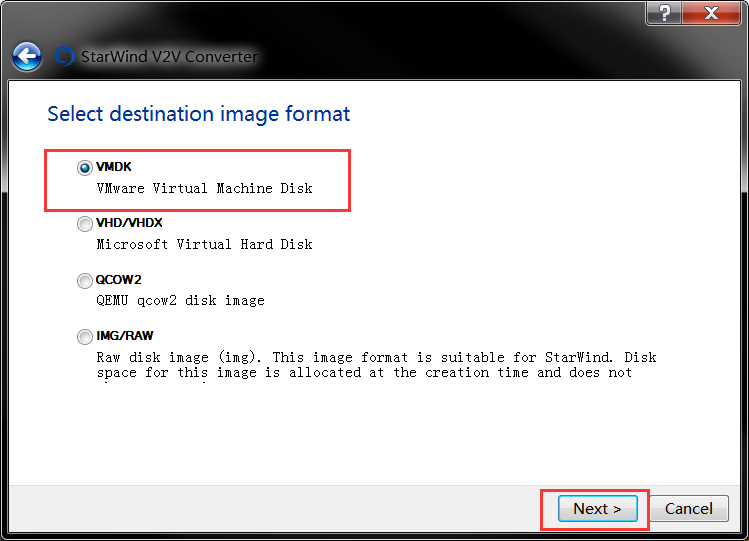 ?
StarWind V2V Converter
Select destination image format
VMDK
VMware Virtual Machine Disk
VHD/VHDX
Microsoft Virtual Hard Disk
QCOW2
QEMU qcow2 disk image
IMG/RAW
Raw disk image (img). This image format is suitable for StarWind. Disk
space for this image is allocated at the creation time and does not
Next >
Cancel